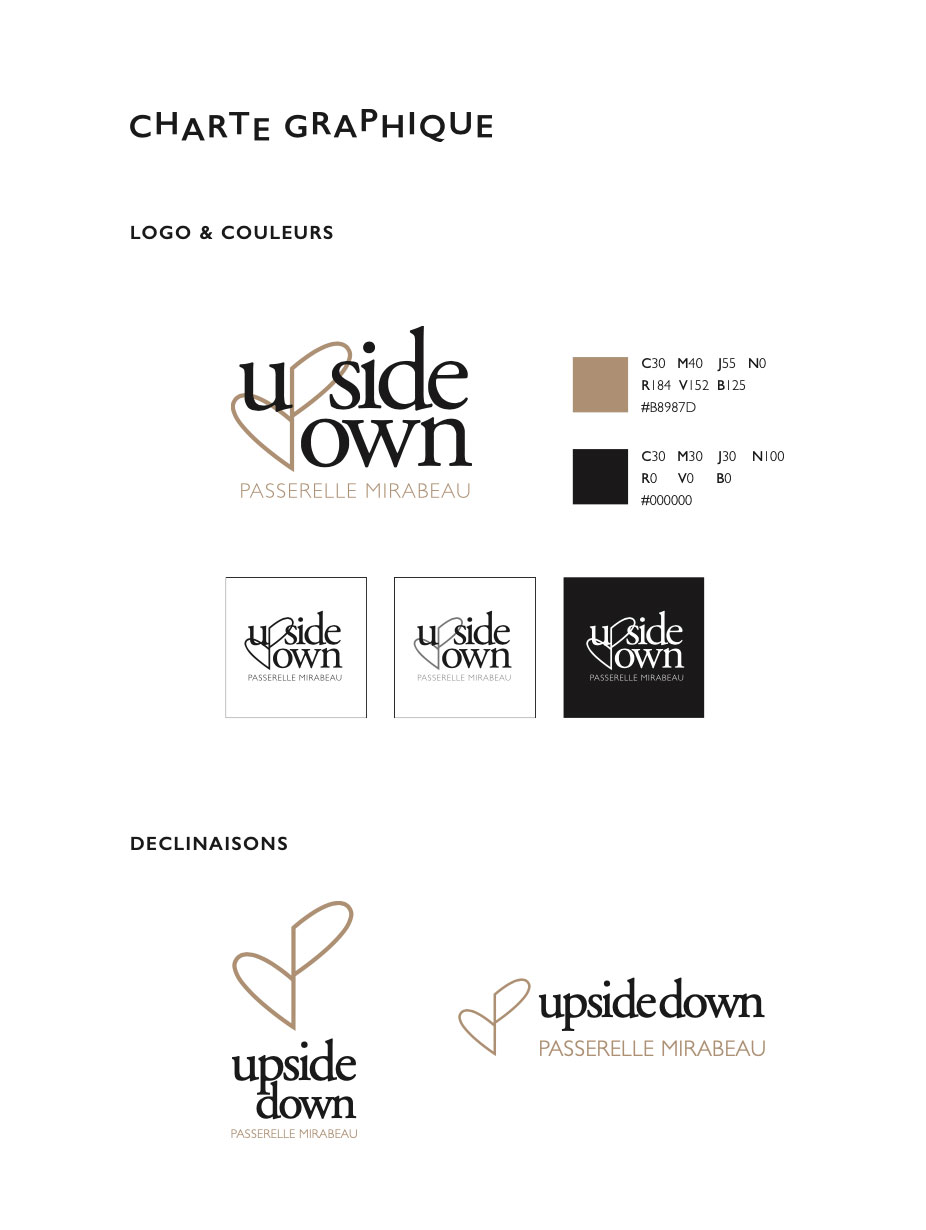 CHARTE GRAPHIQUE
LOGO & COULEURS
upside
down
PASSERELLE MIRABEAU
C30 M40 J55 N0
R184 V152 B125
#B8987D
C30 M30 J30 N100
R0 V0 B0
#000000
upside
down
PASSERELLE MIRABEAU
upside
down
PASSERELLE MIRABEAU
upside
down
PASSERELLE MIRABEAU
DECLINAISONS
upside
down
PASSERELLE MIRABEAU
upside down
PASSERELLE MIRABEAU